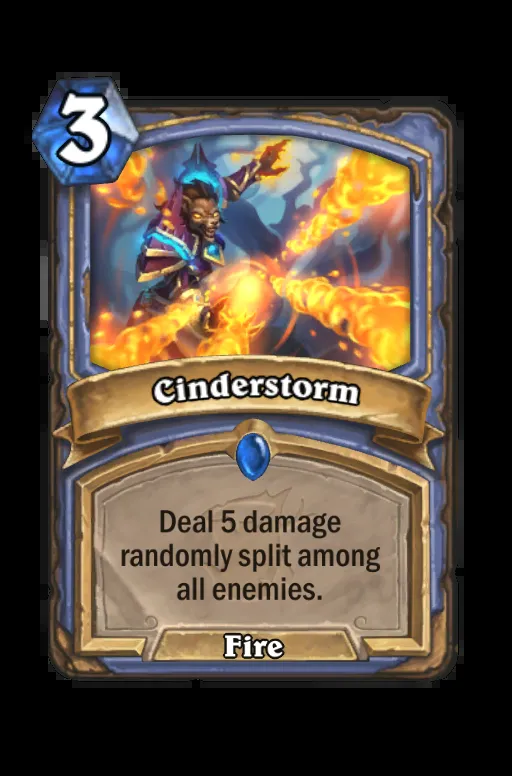 3
Cinderstorm
Deal 5 damage
randomly split among
all enemies.
Fire